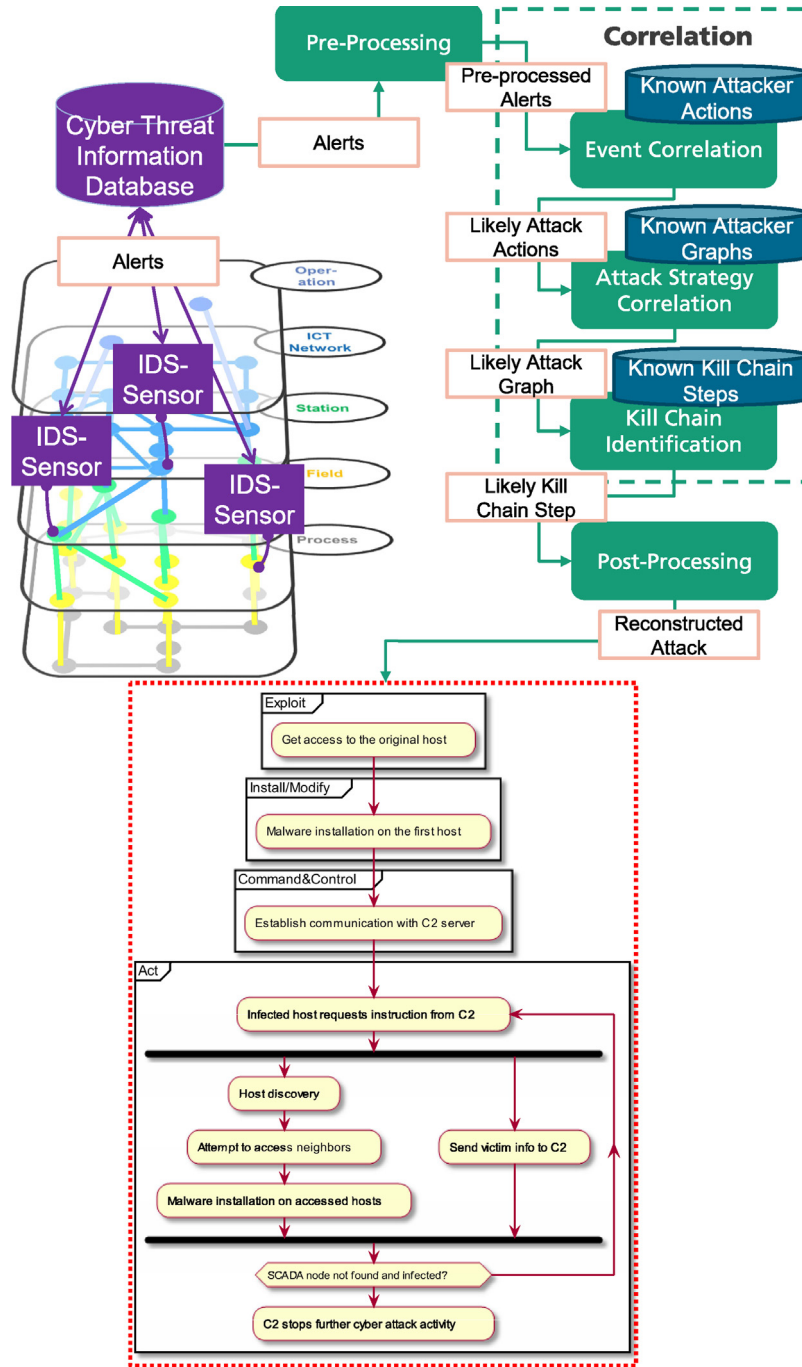 Pre-Processing
Correlation
Pre-processed
Alerts
Known Attacker
Actions
Cyber Threat
Information
Database
Alerts
Event Correlation
Likely Attack
Actions
Known Attacker
Graphs
Alerts
Oper-
ation
Attack Strategy
Correlation
ICT
Network
IDS-
Sensor
Likely Attack
Graph
Known Kill Chain
Steps
Station
IDS-
Sensor
Kill Chain
Identification
Field
IDS-
Sensor
Likely Kill
Chain Step
Process
Post-Processing
Reconstructed
Attack
Exploit
Get access to the original host
Install/Modify
Malware installation on the first host
Command&Control
Establish communication with C2 server
Act
Infected host requests instruction from C2
Host discovery
Attempt to access neighbors
Send victim info to C2
Malware installation on accessed hosts
SCADA node not found and infected?
C2 stops further cyber attack activity